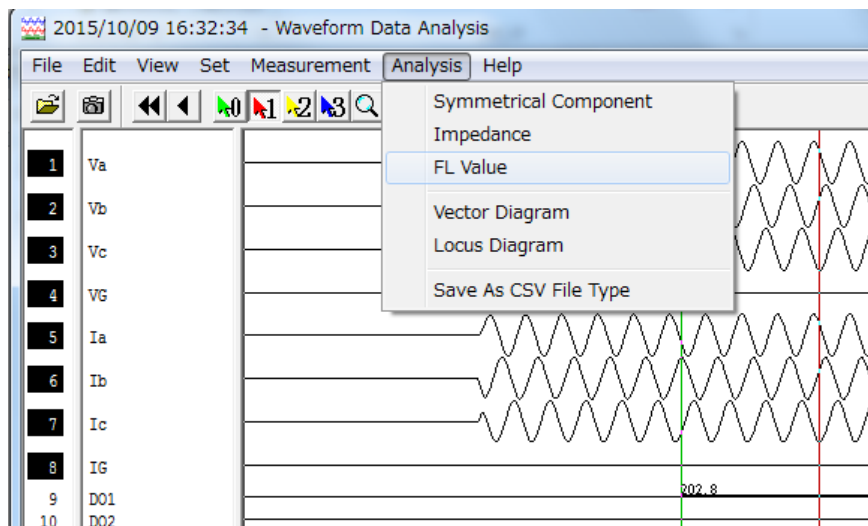 2015/10/09 16:32:34 - Waveform Data Analysis
File Edit View Set Measurement Analysis Help
0 1 2 3
Symmetrical Component
Impedance
FL Value
Vector Diagram
Locus Diagram
Save As CSV File Type
1 Va
2 Vb
3 Vc
4 VG
5 Ia
6 Ib
7 Ic
8 IG
202.8
9 DO1
10 DO2